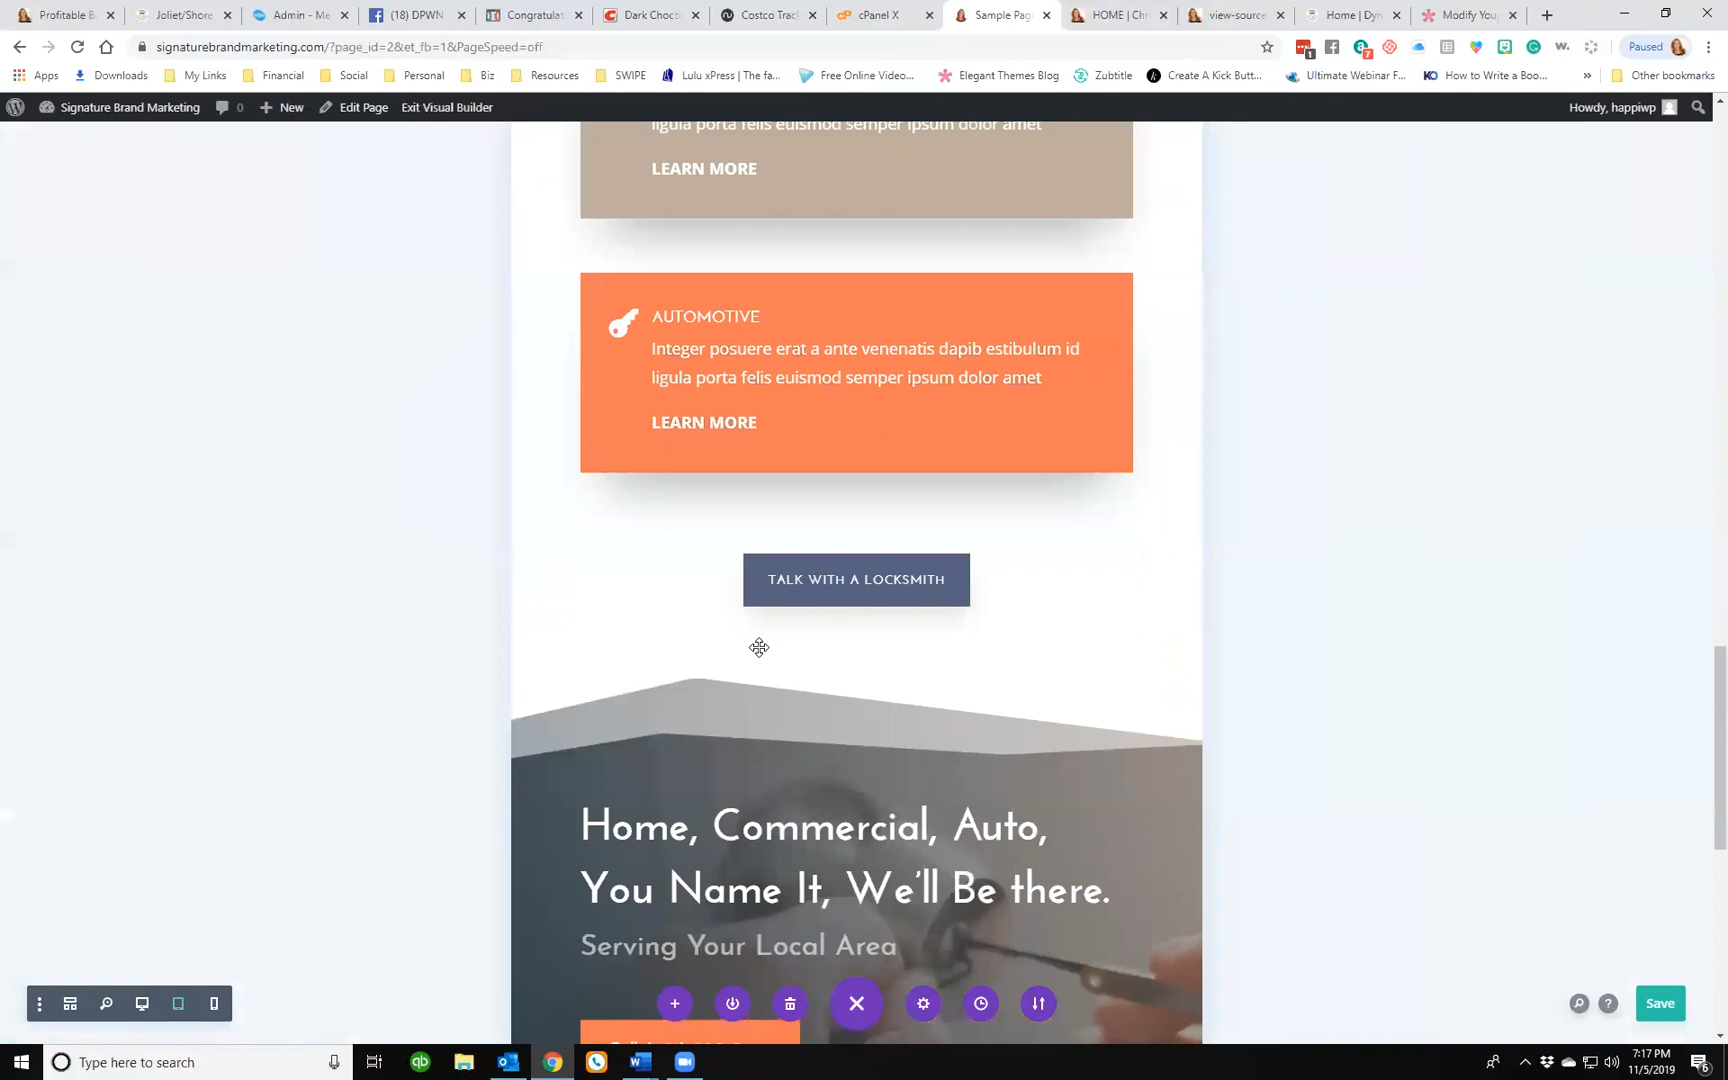 Profitable B
Joliet/Shore
Admin - Me
(18) DPWN
Congratulat
Dark Choco
Costco Trac
cPanel X
Sample Pag
HOME | Chr
view-source
Home | Dyn
Modify You
signaturebrandmarketing.com/?page_id=2&et_fb=1&PageSpeed=off
Paused
Apps
Downloads
My Links
Financial
Social
Personal
Biz
Resources
SWIPE
Lulu xPress | The fa...
Free Online Video...
Elegant Themes Blog
Zubtitle
Create A Kick Butt...
Ultimate Webinar F...
How to Write a Boo...
Other bookmarks
Signature Brand Marketing
0
New
Edit Page
Exit Visual Builder
Howdy, happiwp
ligula porta felis euismod semper ipsum dolor amet
LEARN MORE
AUTOMOTIVE
Integer posuere erat a ante venenatis dapib estibulum id
ligula porta felis euismod semper ipsum dolor amet
LEARN MORE
TALK WITH A LOCKSMITH
Home, Commercial, Auto,
You Name It, We'll Be there.
Serving Your Local Area
Save
Type here to search
7:17 PM
11/5/2019